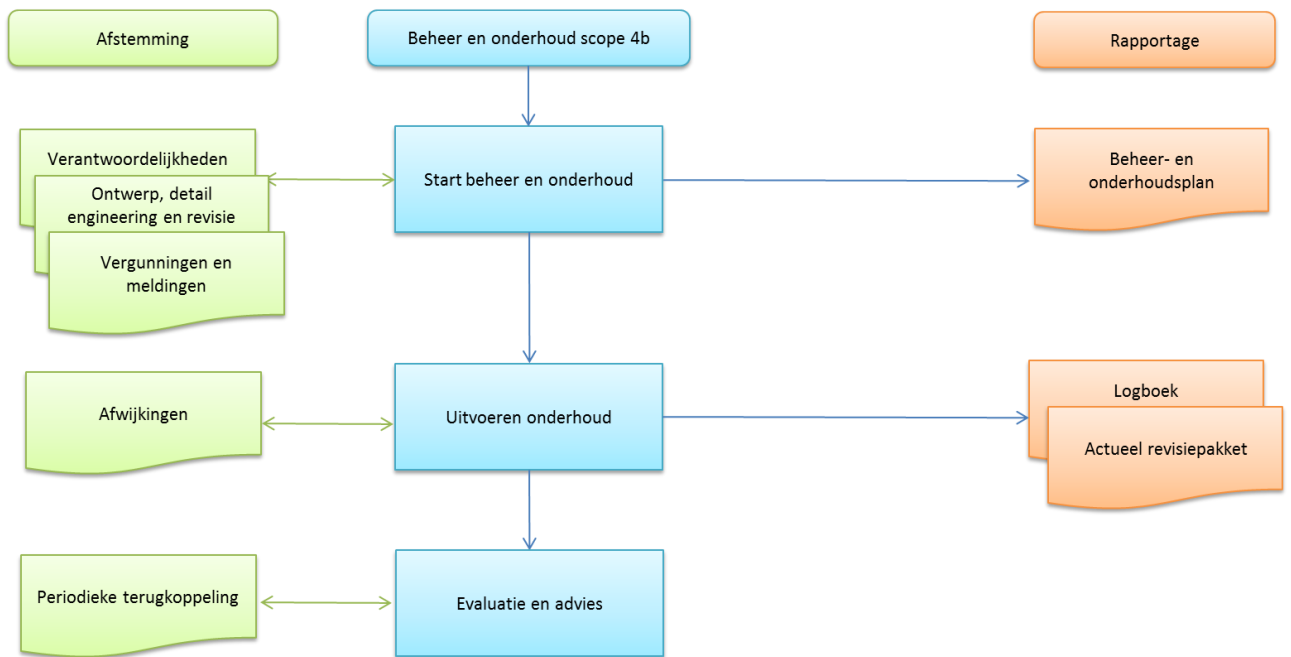 Afstemming
Beheer en onderhoud scope 4b
Rapportage
Verantwoordelijkheden
Ontwerp, detail
engineering en revisie
Vergunningen en
meldingen
Start beheer en onderhoud
Beheer- en
onderhoudsplan
Afwijkingen
Uitvoeren onderhoud
Logboek
Actueel revisiepakket
Periodieke terugkoppeling
Evaluatie en advies